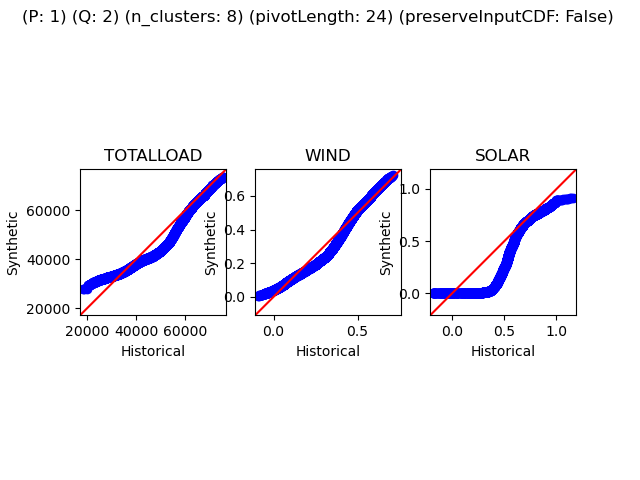 (P: 1) (Q: 2) (n_clusters: 8) (pivotLength: 24) (preserveInputCDF: False)
TOTALLOAD
Synthetic
60000
40000
20000
20000 40000 60000
Historical
WIND
Synthetic
0.6
0.4
0.2
0.0
0.0 0.5
Historical
SOLAR
Synthetic
1.0
0.5
0.0
0.0 0.5 1.0
Historical